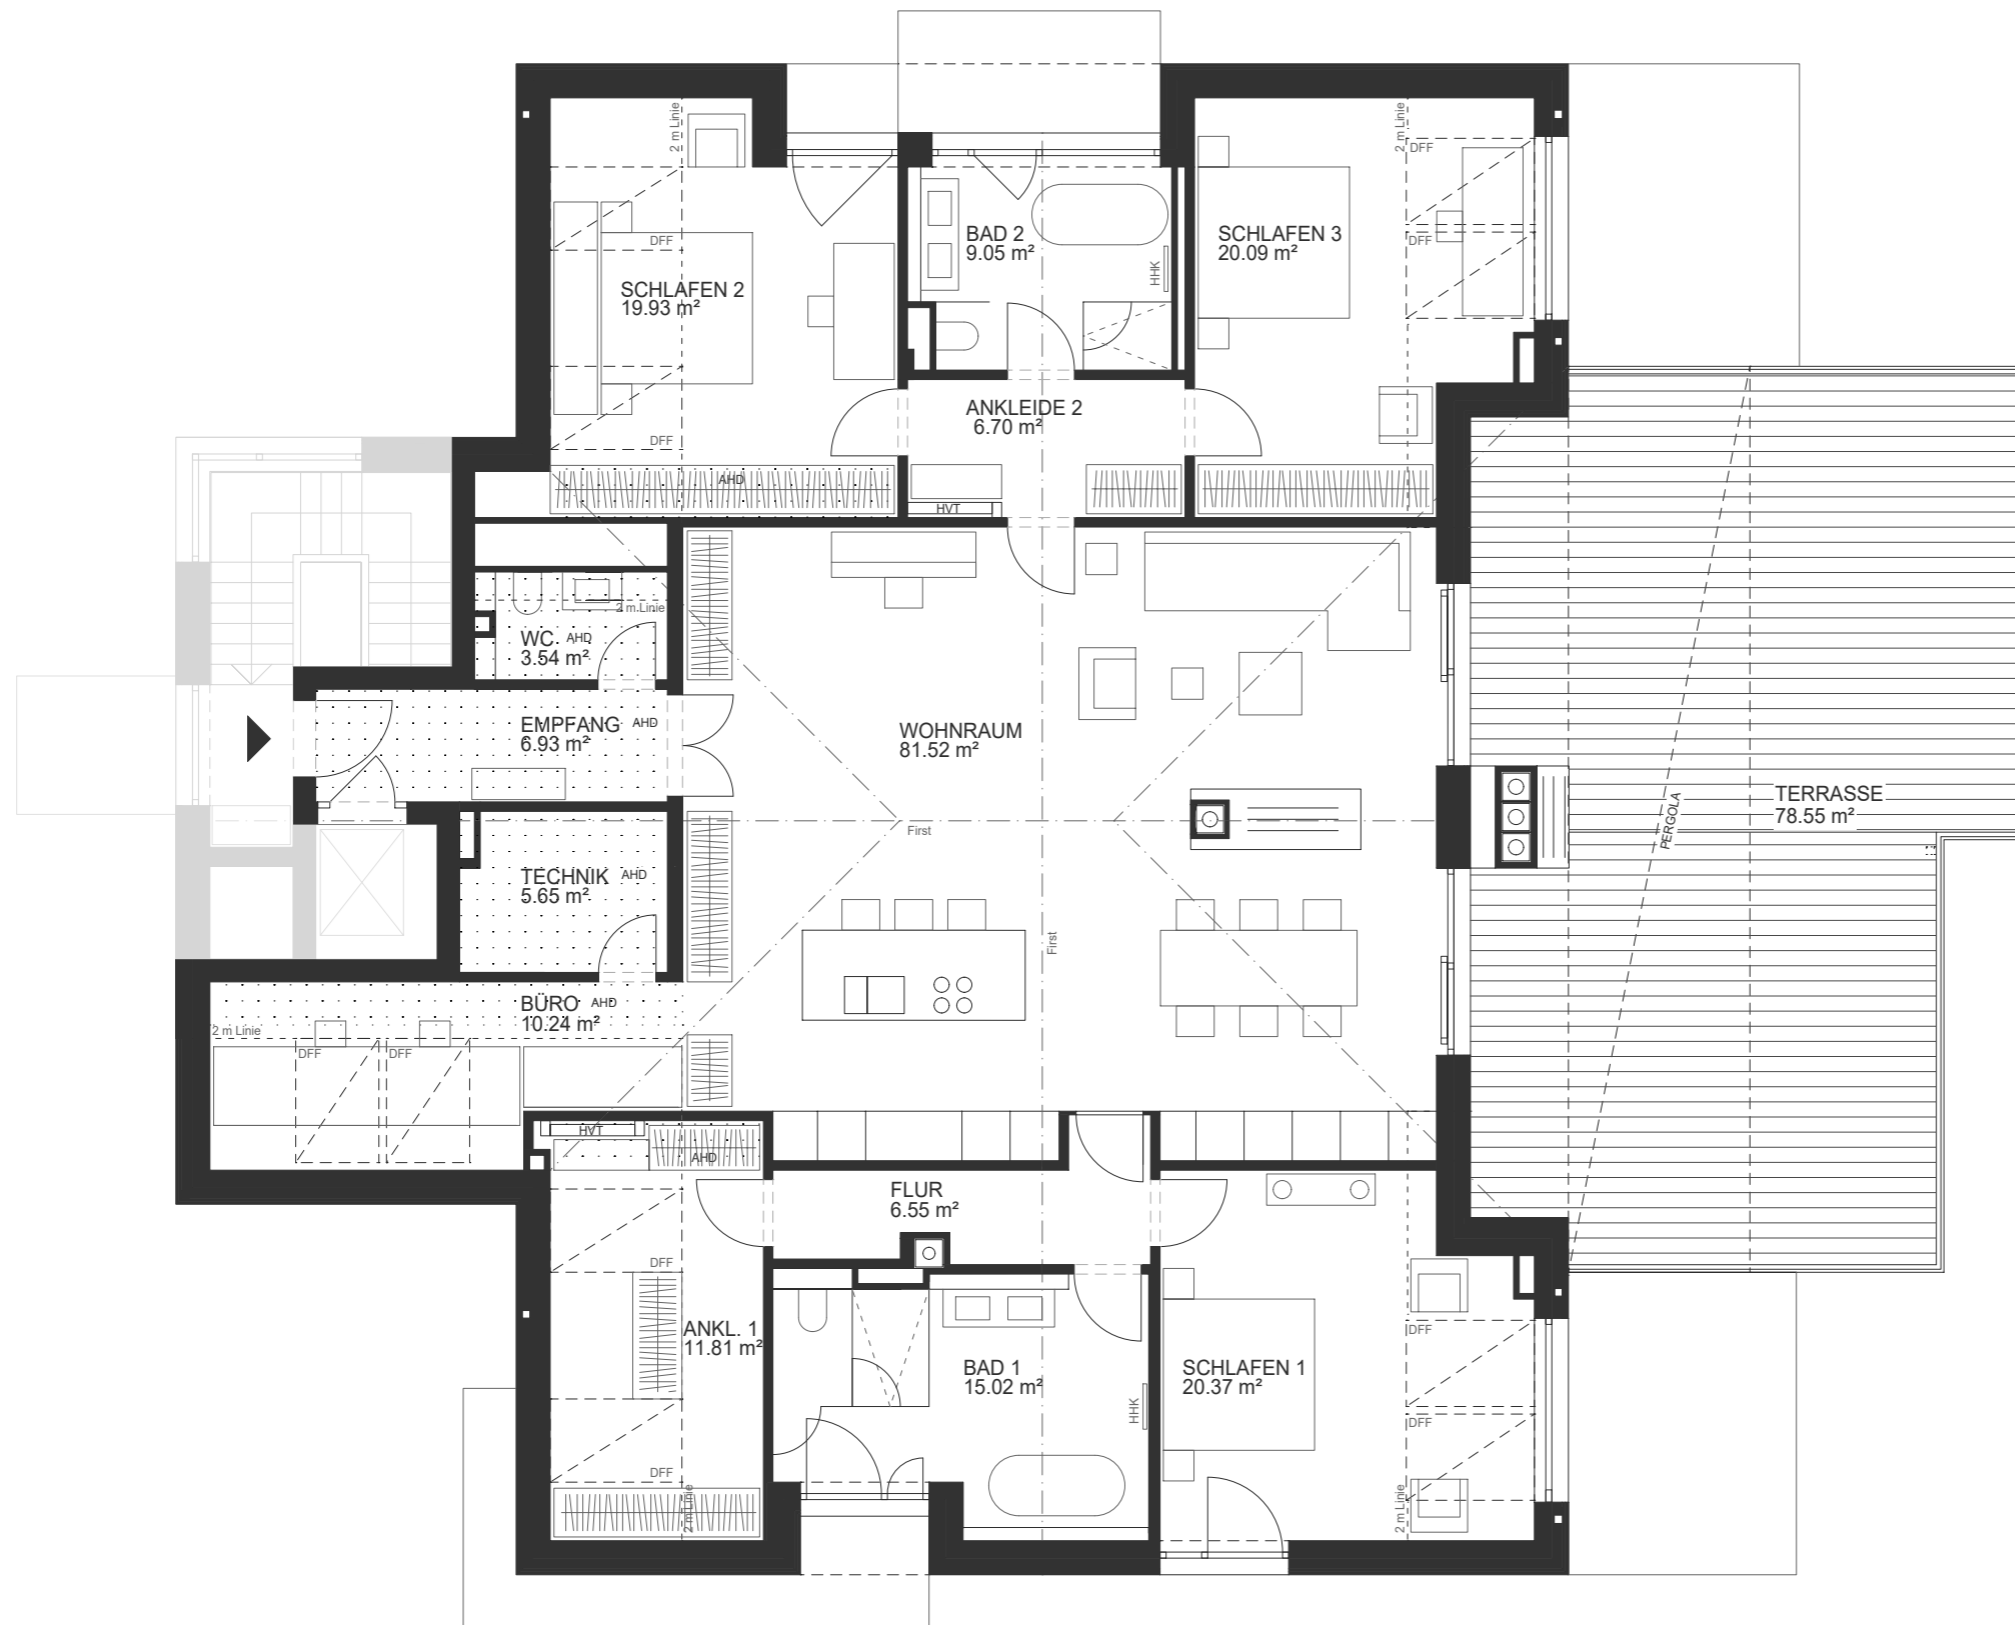 2 m Linie
2 m Linie
DFF
DFF
DFF
BAD 2
9.05 m²
SCHLAFEN 3
20.09 m²
HHK
SCHLAFEN 2
19.93 m²
ANKLEIDE 2
6.70 m²
DFF
AHD
HVT
2 m Linie
WC
AHD
3.54 m²
EMPFANG
AHD
6.93 m²
WOHNRAUM
81.52 m²
TERRASSE
78.55 m²
PERGOLA
First
TECHNIK
AHD
5.65 m²
First
BÜRO
AHD
10.24 m²
2 m Linie
DFF
DFF
HVT
AHD
FLUR
6.55 m²
DFF
ANKL. 1
11.81 m²
DFF
BAD 1
15.02 m²
SCHLAFEN 1
20.37 m²
HHK
DFF
DFF
2 m Linie
2 m Linie